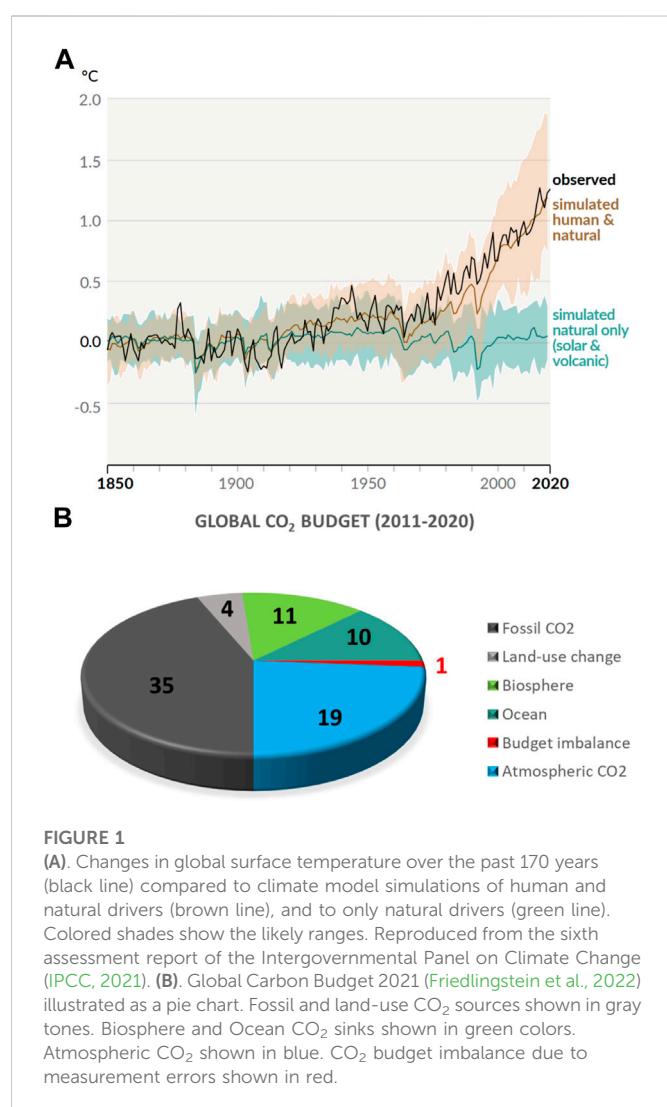 A
°C
2.0
1.5
1.0
0.5
0.0
-0.5
observed
simulated
human &
natural
simulated
natural only
(solar &
volcanic)
1850
1900
1950
2000
2020
B
GLOBAL CO₂ BUDGET (2011-2020)
4
11
10
1
35
19
Fossil CO2
Land-use change
Biosphere
Ocean
Budget imbalance
Atmospheric CO2
FIGURE 1
(A). Changes in global surface temperature over the past 170 years
(black line) compared to climate model simulations of human and
natural drivers (brown line), and to only natural drivers (green line).
Colored shades show the likely ranges. Reproduced from the sixth
assessment report of the Intergovernmental Panel on Climate Change
(IPCC, 2021). (B). Global Carbon Budget 2021 (Friedlingstein et al., 2022)
illustrated as a pie chart. Fossil and land-use CO₂ sources shown in gray
tones. Biosphere and Ocean CO₂ sinks shown in green colors.
Atmospheric CO₂ shown in blue. CO₂ budget imbalance due to
measurement errors shown in red.